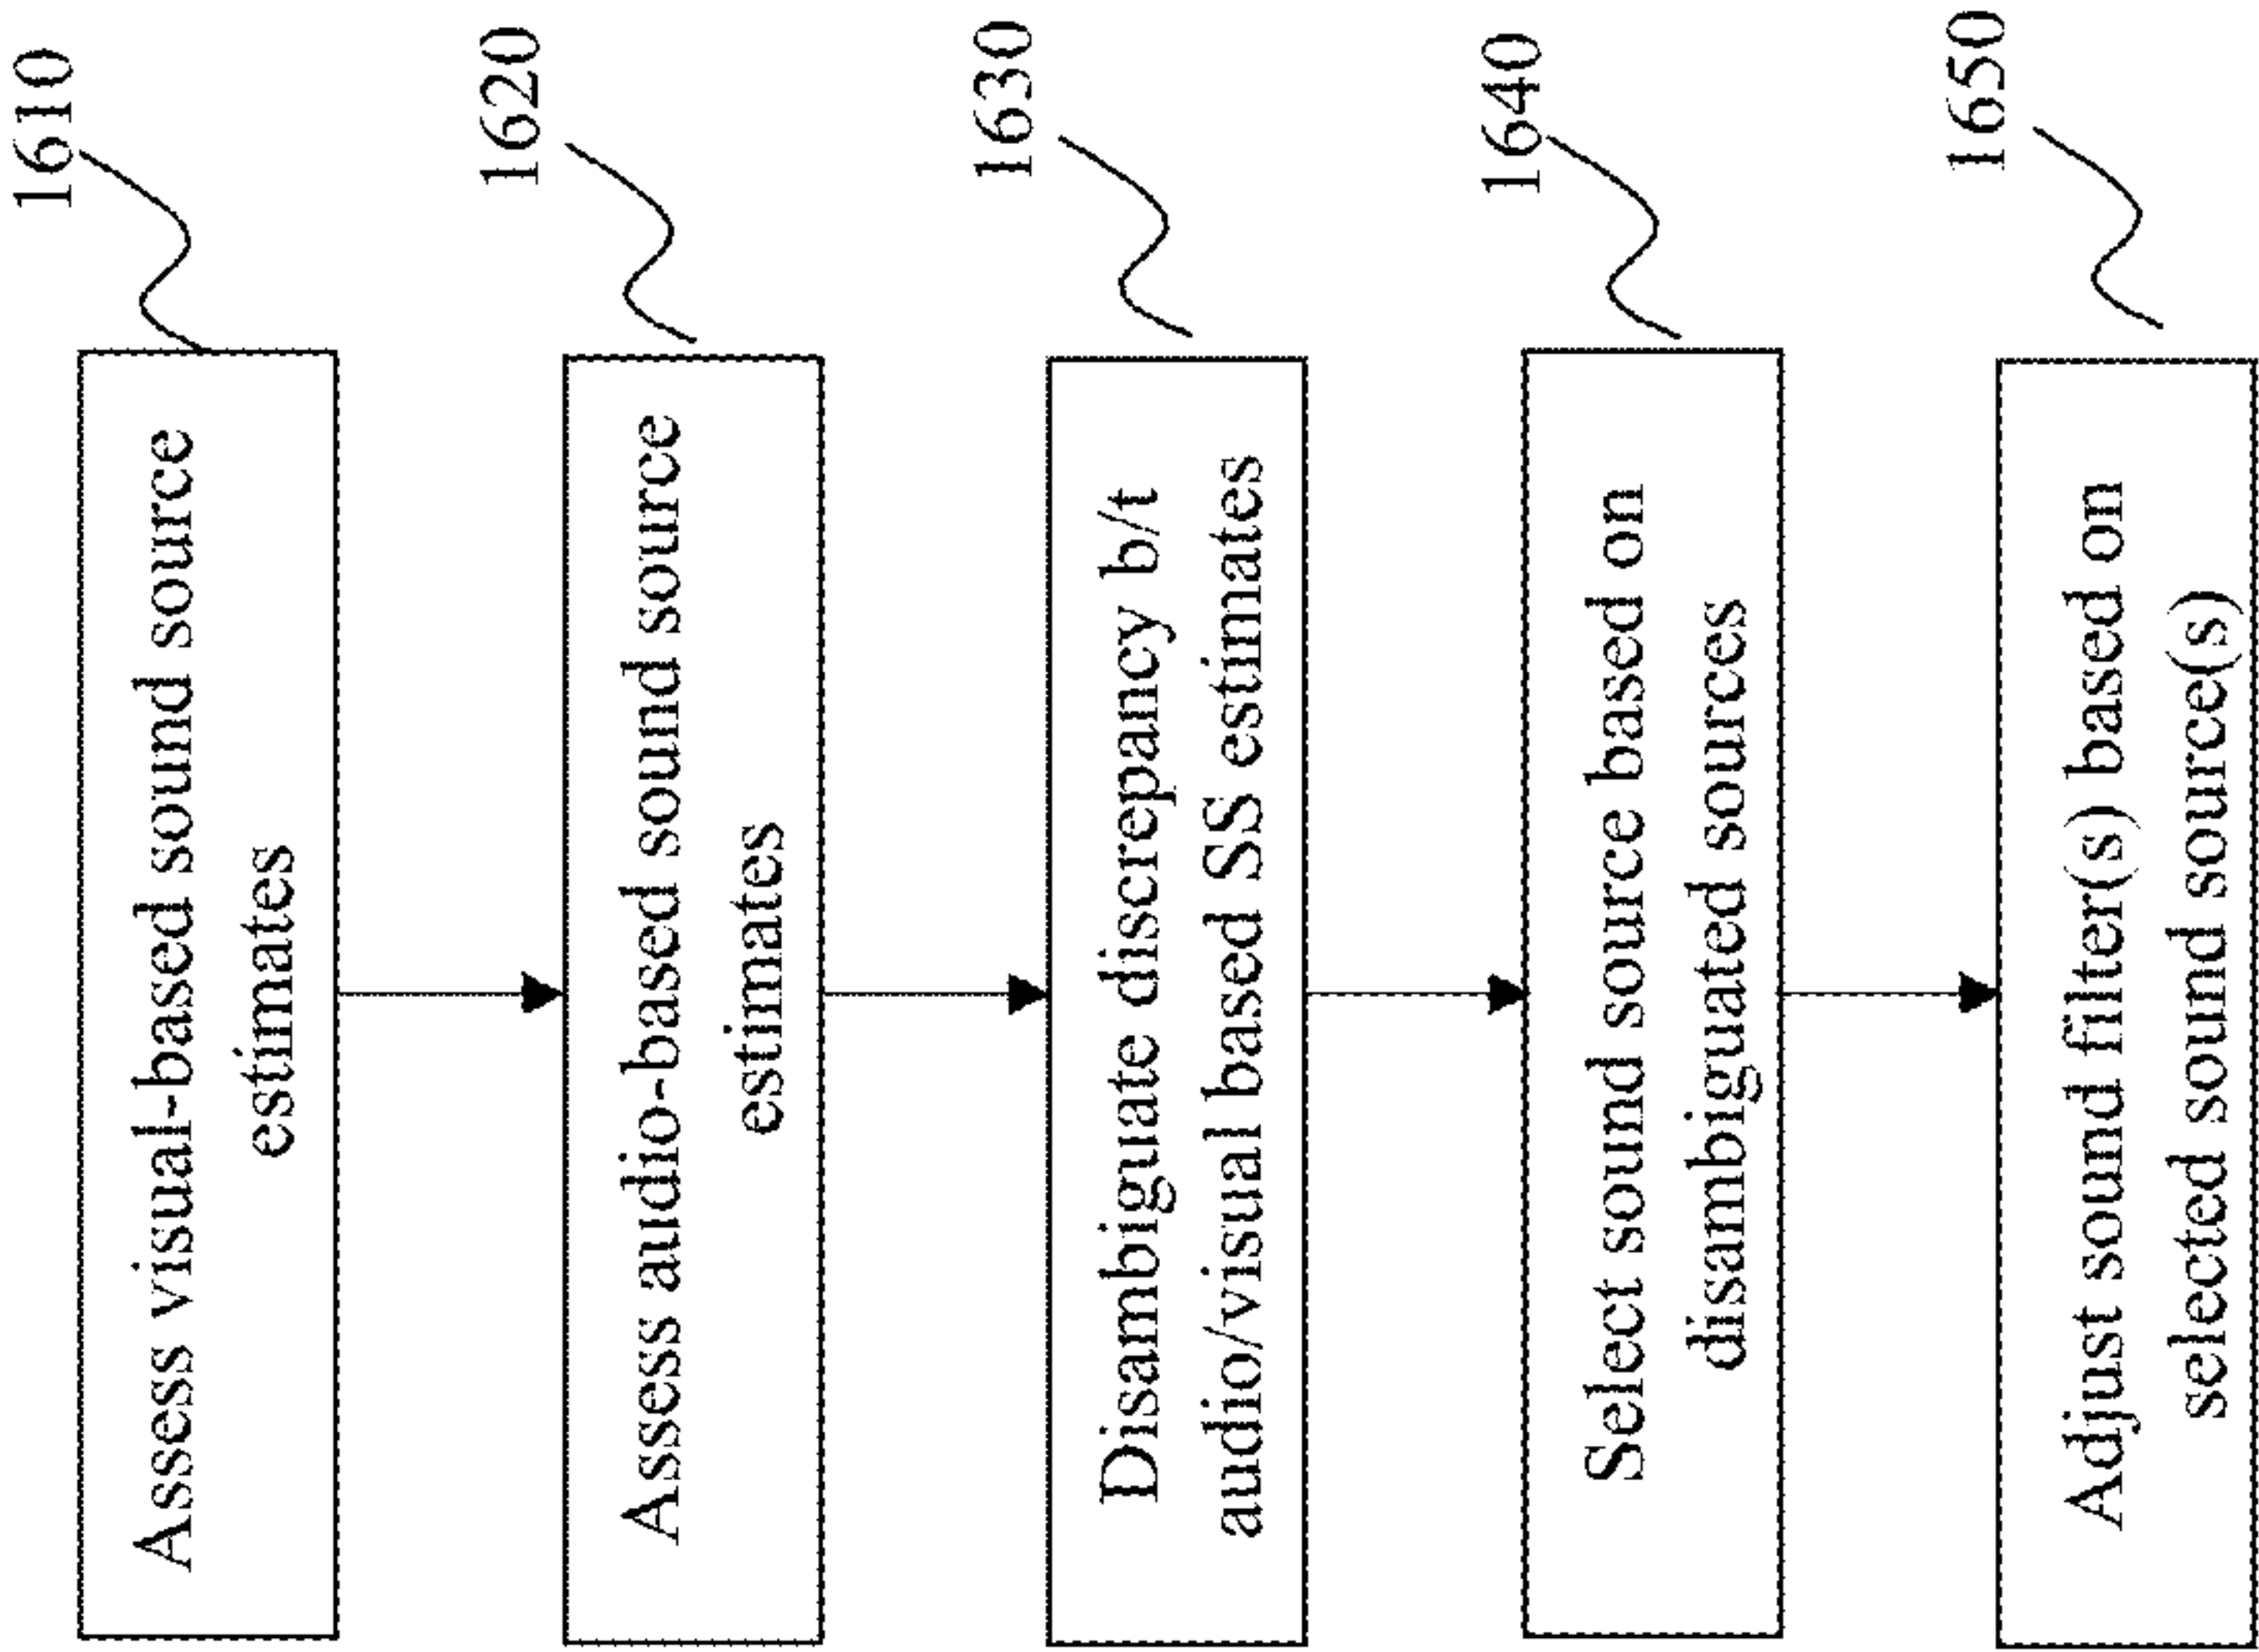 Assess visual-based sound source
estimates
1610
Assess audio-based sound source
estimates
1620
Disambiguate discrepancy b/t
audio/visual based SS estimates
1630
Select sound source based on
disambiguated sources
1640
Adjust sound filter(s) based on
selected sound source(s)
1650